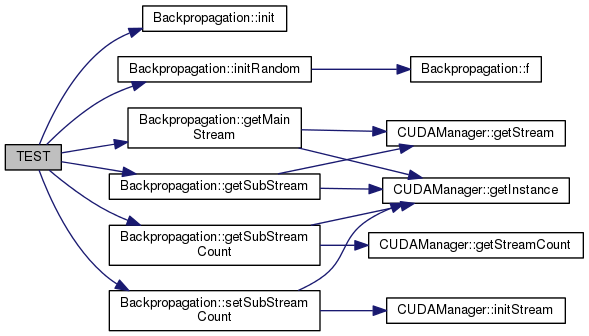 TEST
Backpropagation::init
Backpropagation::initRandom
Backpropagation::f
Backpropagation::getMain
Stream
CUDAManager::getStream
Backpropagation::getSubStream
CUDAManager::getInstance
Backpropagation::getSubStream
Count
CUDAManager::getStreamCount
Backpropagation::setSubStream
Count
CUDAManager::initStream